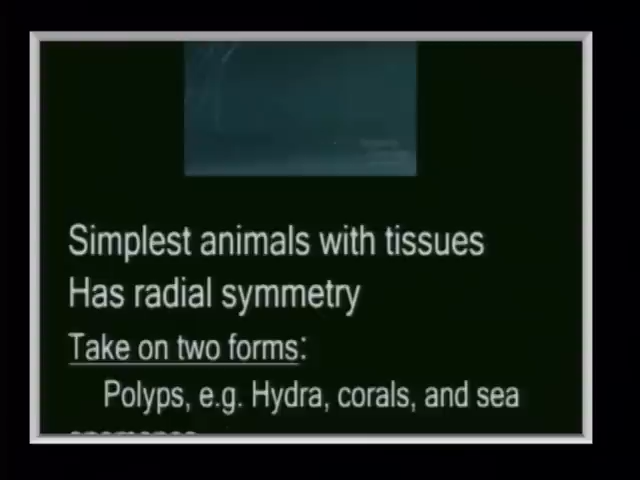 Simplest animals with tissues
Has radial symmetry
Take on two forms:
Polyps, e.g. Hydra, corals, and sea